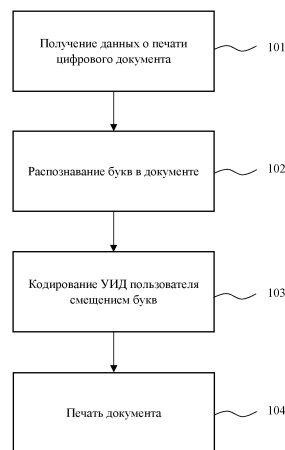 Получение данных о печати
цифрового документа
101
Распознавание букв в документе
102
Кодирование УИД пользователя
смещением букв
103
Печать документа
104